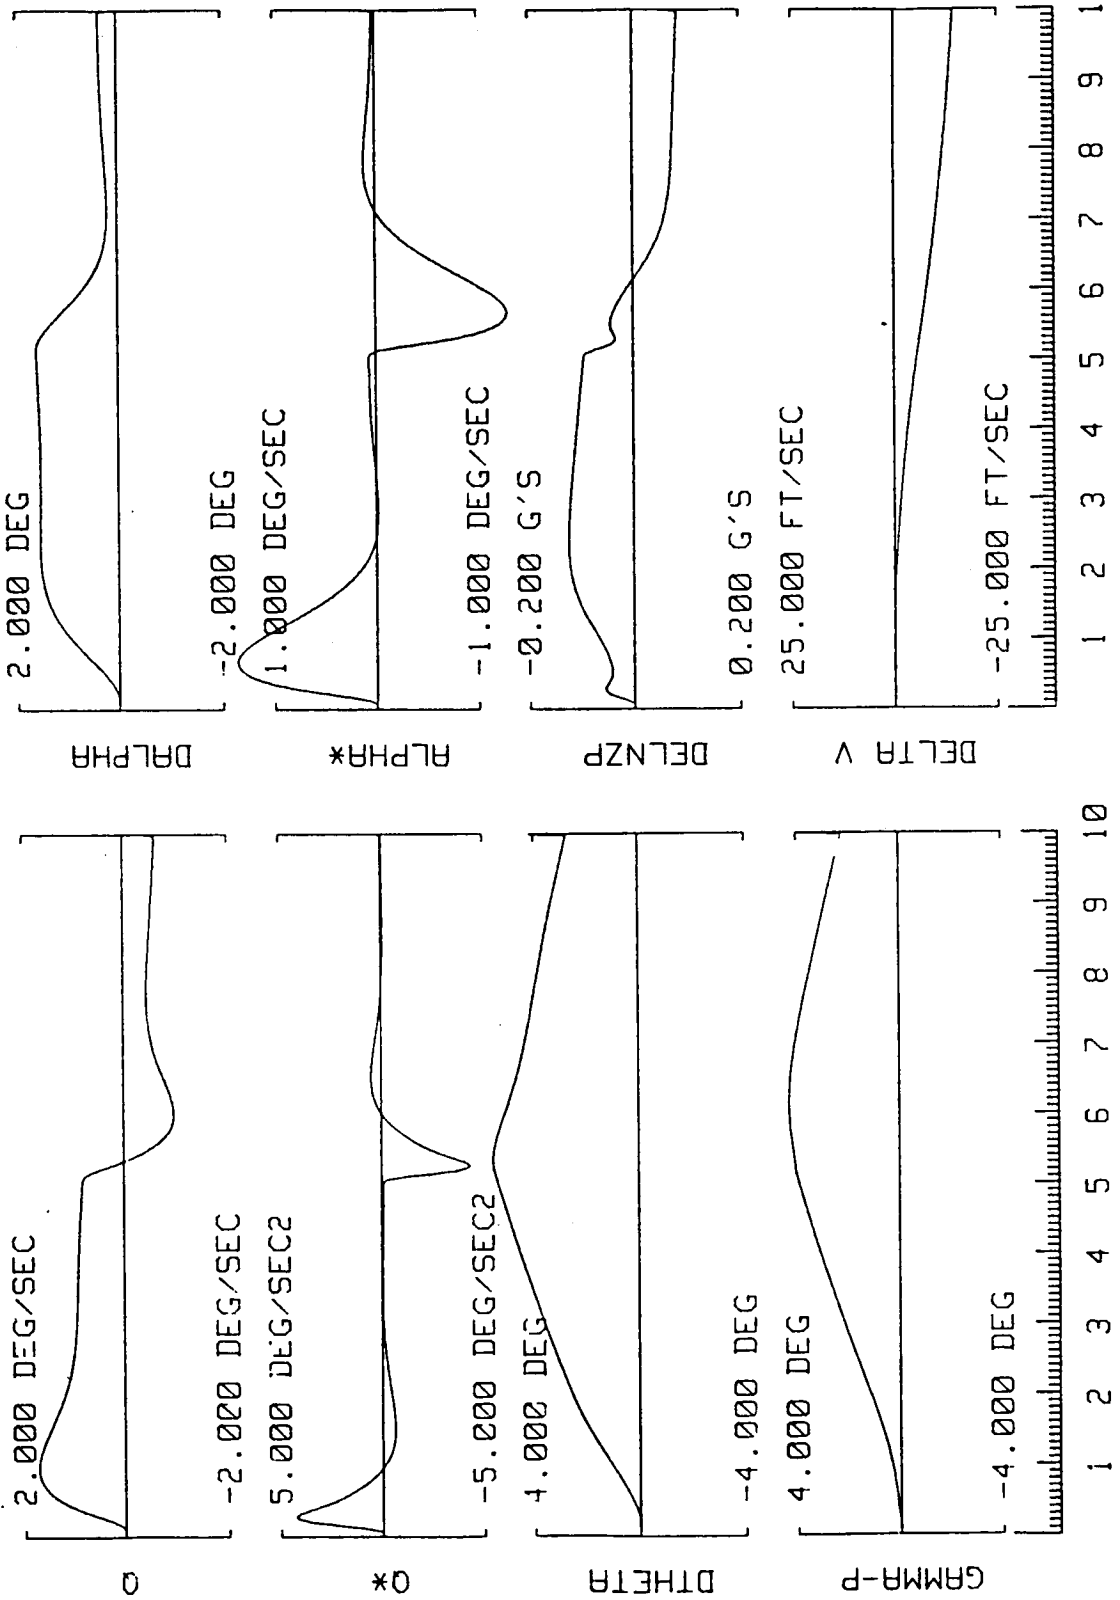 Q
2.000 DEG/SEC
-2.000 DEG/SEC
Q*
5.000 DEG/SEC2
-5.000 DEG/SEC2
DTHETA
4.000 DEG
-4.000 DEG
GAMMA-P
4.000 DEG
-4.000 DEG
1 2 3 4 5 6 7 8 9 10
DALPHA
2.000 DEG
-2.000 DEG
ALPHA*
1.000 DEG/SEC
-1.000 DEG/SEC
DELNZP
-0.200 G'S
0.200 G'S
DELTA V
25.000 FT/SEC
-25.000 FT/SEC
1 2 3 4 5 6 7 8 9 1